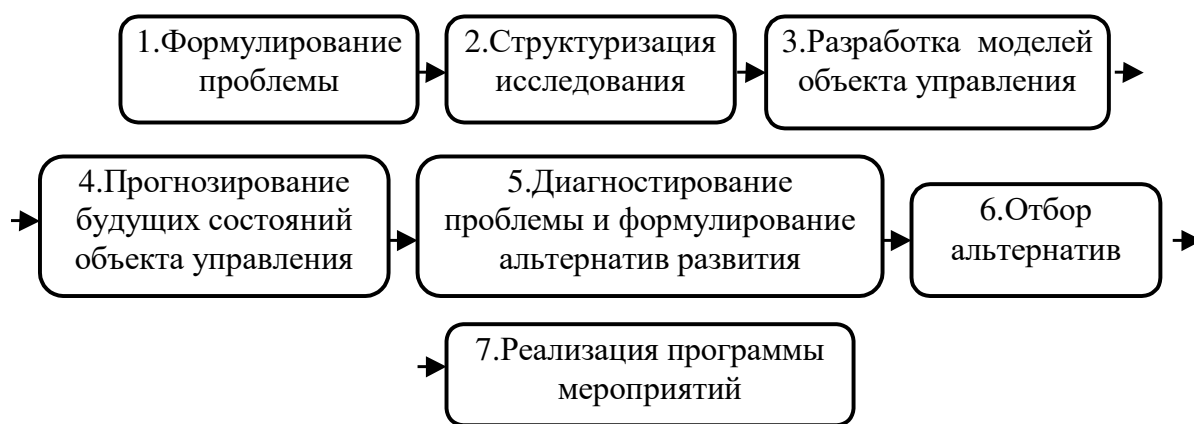 1.Формулирование
проблемы
2.Структуризация
исследования
3.Разработка моделей
объекта управления
4.Прогнозирование
будущих состояний
объекта управления
5.Диагностирование
проблемы и формулирование
альтернатив развития
6.Отбор
альтернатив
7.Реализация программы
мероприятий